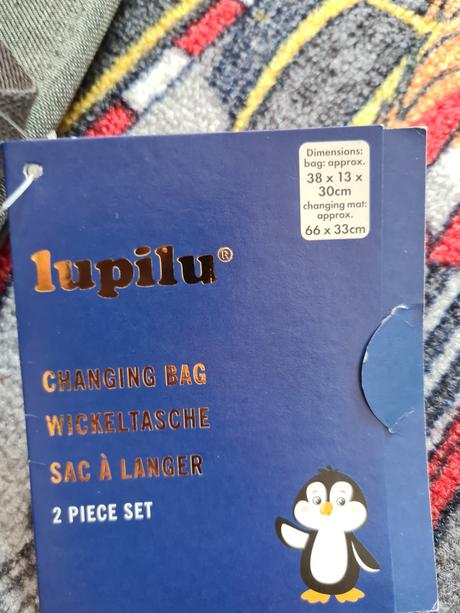 Dimensions:
bag: approx.
38 x 13 x
30cm
changing mat:
approx.
66 x 33cm
lupilu®
CHANGING BAG
WICKELTASCHE
SAC À LANGER
2 PIECE SET